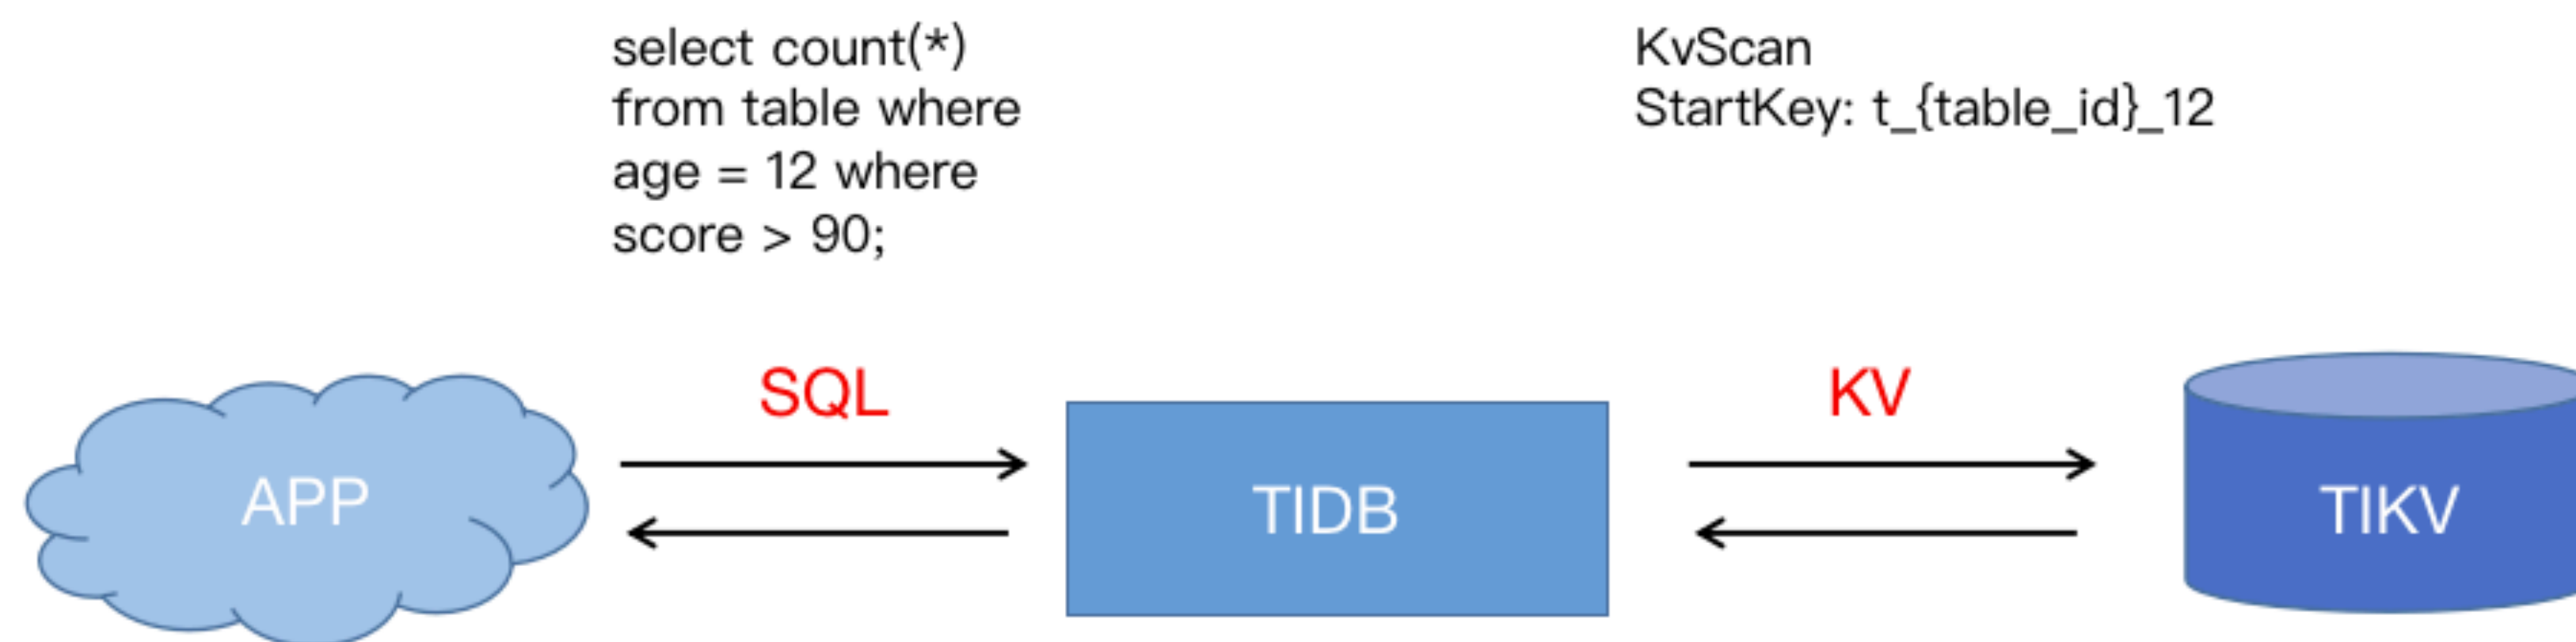 select count(*)
from table where
age = 12 where
score > 90;
KvScan
StartKey: t_{table_id}_12
SQL
KV
APP
TIDB
TIKV